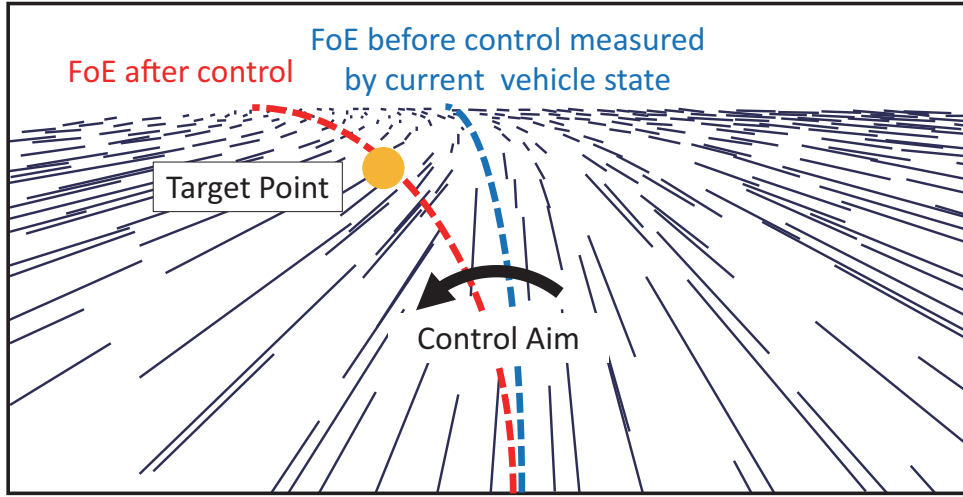 FoE before control measured
by current vehicle state
FoE after control
Target Point
Control Aim